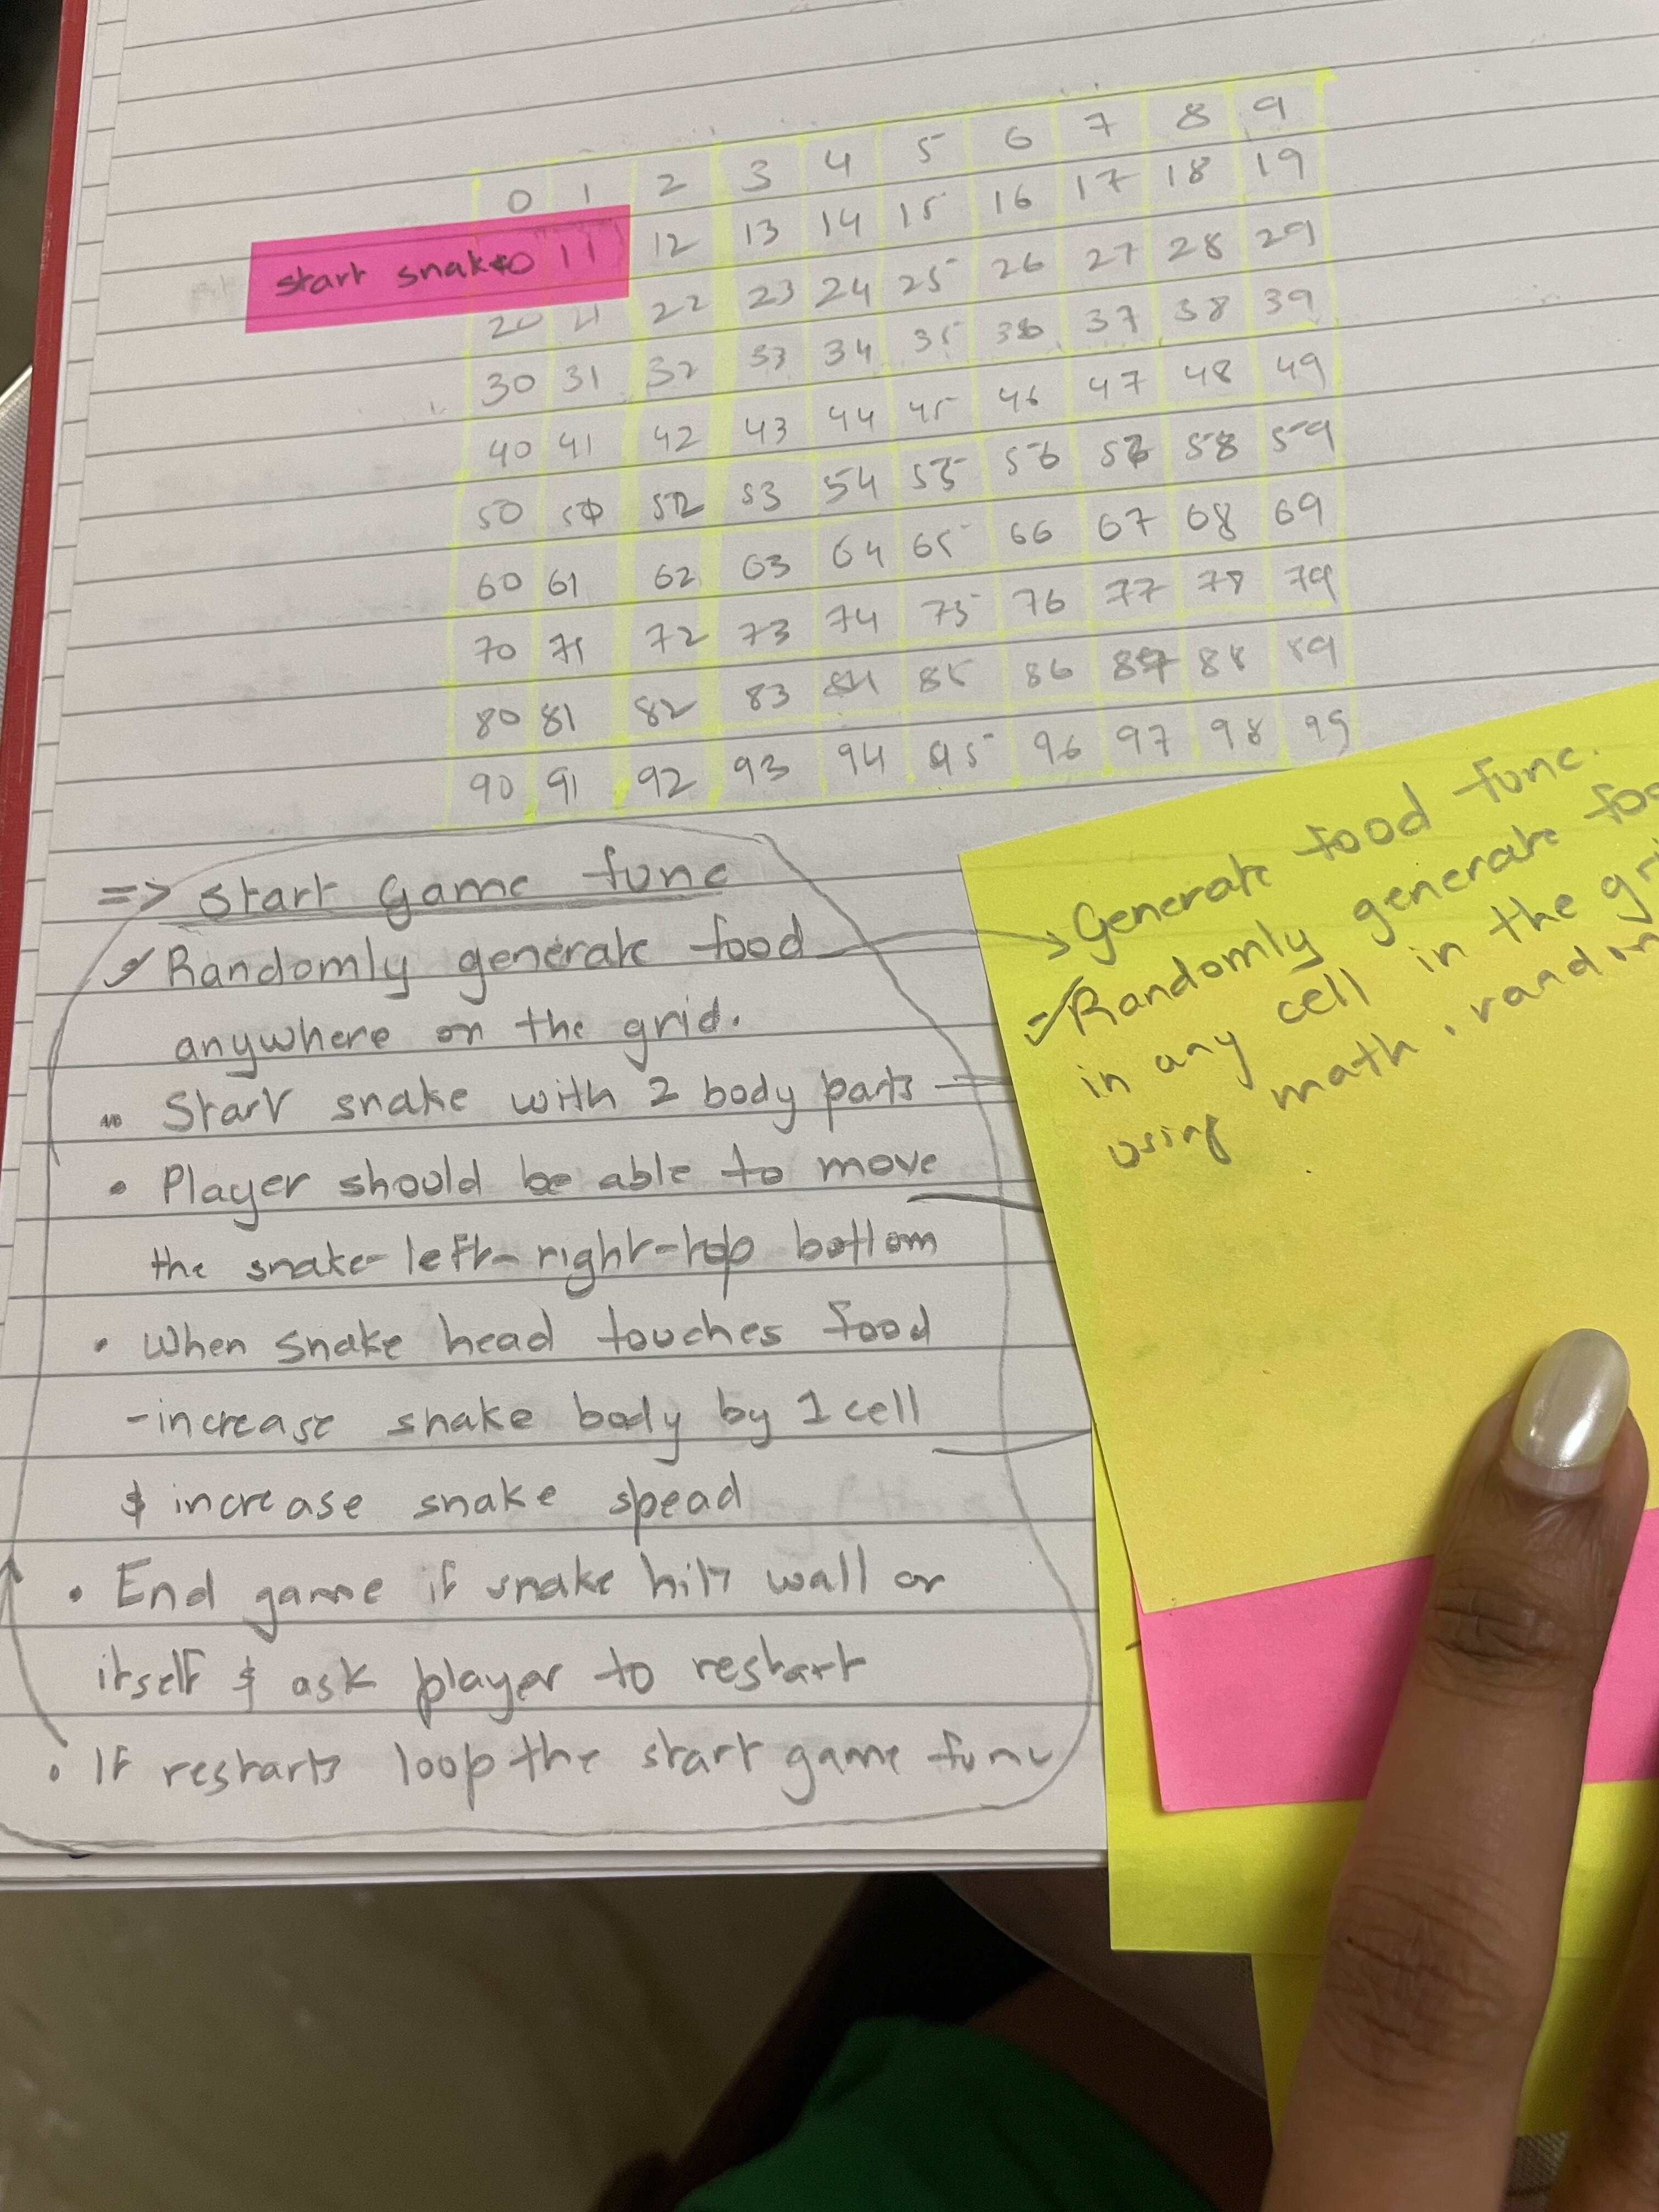 0 1 2 3 4 5 6 7 8 9
start snake 10 11 12 13 14 15 16 17 18 19
20 21 22 23 24 25 26 27 28 29
30 31 32 33 34 35 36 37 38 39
40 41 42 43 44 45 46 47 48 49
50 51 52 53 54 55 56 57 58 59
60 61 62 63 64 65 66 67 68 69
70 71 72 73 74 75 76 77 78 79
80 81 82 83 84 85 86 87 88 89
90 91 92 93 94 95 96 97 98 99
=> Start Game func
Randomly generate food
anywhere on the grid.
Start snake with 2 body parts
• Player should be able to move
the snake-left-right-top bottom
• When snake head touches food
-increase snake body by 1 cell
& increase snake spead
• End game if snake hits wall or
itself & ask player to restart
• If restarts loop the start game func
Generate food func.
Randomly generate
in any cell in the
using math.random